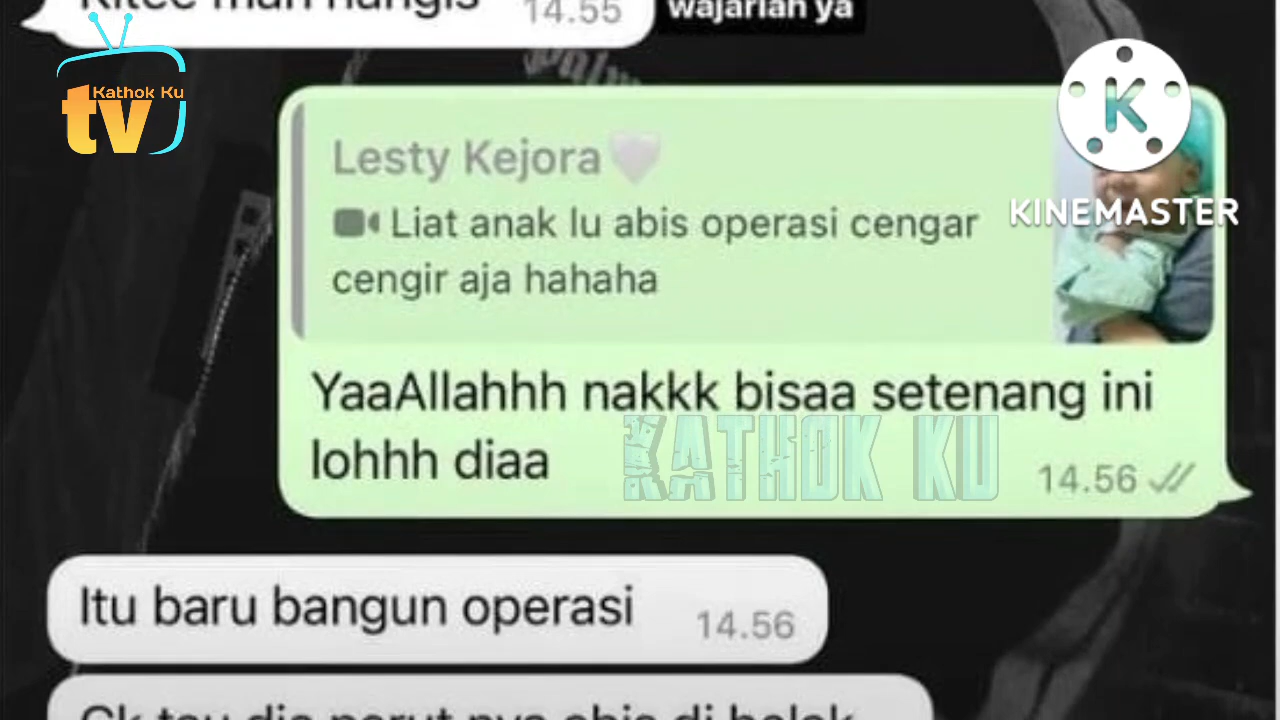 14.55
wajarlah ya
Kathok Ku
tv
K
KINEMASTER
Lesty Kejora🤍
Liat anak lu abis operasi cengar
cengir aja hahaha
YaaAllahhh nakkk bisaa setenang ini
lohhh diaa
KATHOK KU
14.56
Itu baru bangun operasi
14.56